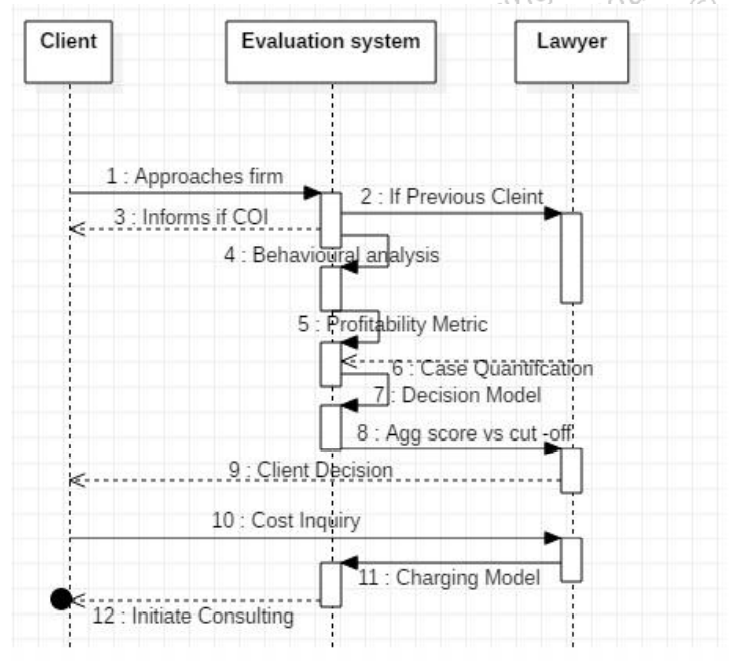 Client
Evaluation system
Lawyer
1 : Approaches firm
2 : If Previous Cleint
3 : Informs if COI
4 : Behavioural analysis
5 : Profitability Metric
6 : Case Quantifcation
7 : Decision Model
8 : Agg score vs cut -off
9 : Client Decision
10 : Cost Inquiry
11 : Charging Model
12 : Initiate Consulting